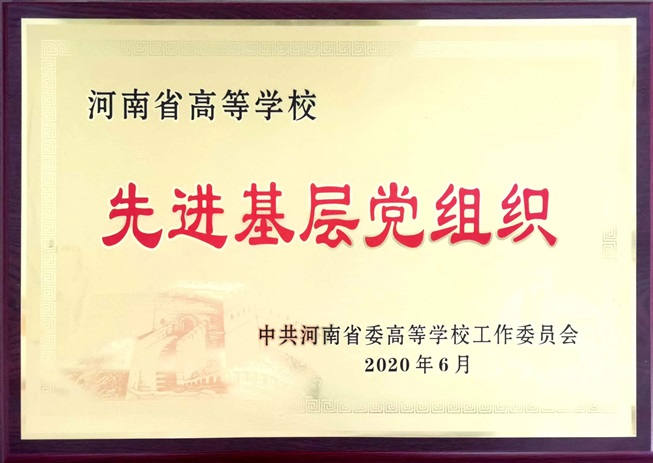 河南省高等学校
先进基层党组织
中共河南省委高等学校工作委员会
2020年6月